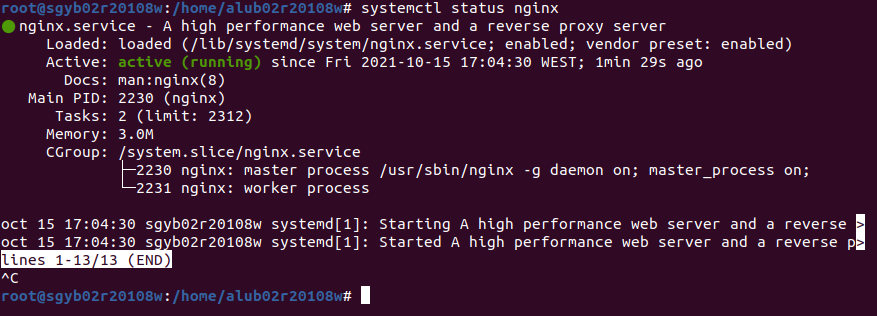 root@sgyb02r20108w:/home/alub02r20108w# systemctl status nginx
● nginx.service - A high performance web server and a reverse proxy server
     Loaded: loaded (/lib/systemd/system/nginx.service; enabled; vendor preset: enabled)
     Active: active (running) since Fri 2021-10-15 17:04:30 WEST; 1min 29s ago
       Docs: man:nginx(8)
   Main PID: 2230 (nginx)
      Tasks: 2 (limit: 2312)
     Memory: 3.0M
     CGroup: /system.slice/nginx.service
             ├─2230 nginx: master process /usr/sbin/nginx -g daemon on; master_process on;
             └─2231 nginx: worker process
oct 15 17:04:30 sgyb02r20108w systemd[1]: Starting A high performance web server and a reverse >
oct 15 17:04:30 sgyb02r20108w systemd[1]: Started A high performance web server and a reverse p>
lines 1-13/13 (END)
^C
root@sgyb02r20108w:/home/alub02r20108w#